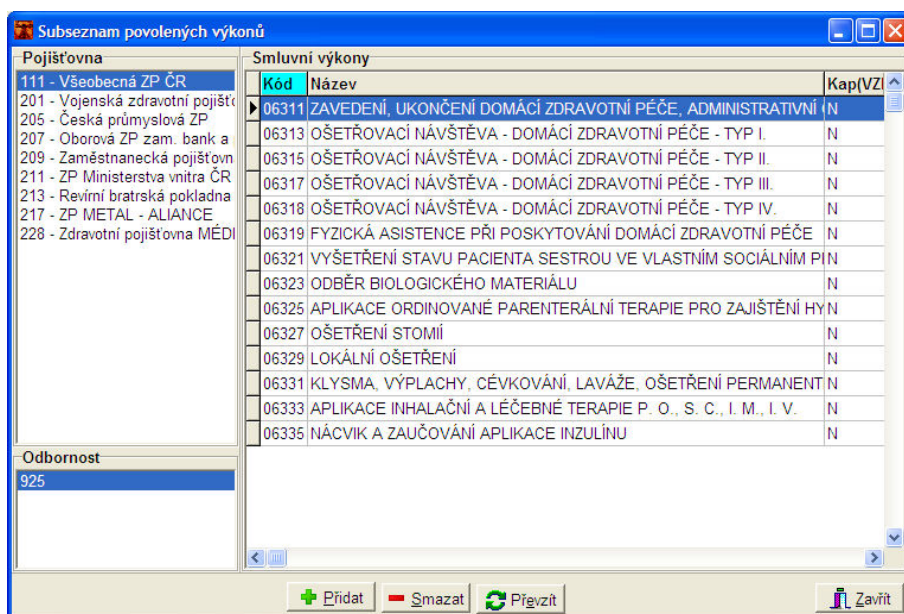 Subseznam povolených výkonů
Pojišťovna
111 - Všeobecná ZP ČR
201 - Vojenská zdravotní pojišť
205 - Česká průmyslová ZP
207 - Oborová ZP zam. bank a
209 - Zaměstnanecká pojišťovn
211 - ZP Ministerstva vnitra ČR
213 - Revírní bratrská pokladna
217 - ZP METAL - ALIANCE
228 - Zdravotní pojišťovna MÉDI
Odbornost
925
Smluvní výkony
Kód Název Kap(VZI
06311 ZAVEDENÍ, UKONČENÍ DOMÁCÍ ZDRAVOTNÍ PÉČE, ADMINISTRATIVNÍ N
06313 OŠETŘOVACÍ NÁVŠTĚVA - DOMÁCÍ ZDRAVOTNÍ PÉČE - TYP I. N
06315 OŠETŘOVACÍ NÁVŠTĚVA - DOMÁCÍ ZDRAVOTNÍ PÉČE - TYP II. N
06317 OŠETŘOVACÍ NÁVŠTĚVA - DOMÁCÍ ZDRAVOTNÍ PÉČE - TYP III. N
06318 OŠETŘOVACÍ NÁVŠTĚVA - DOMÁCÍ ZDRAVOTNÍ PÉČE - TYP IV. N
06319 FYZICKÁ ASISTENCE PŘI POSKYTOVÁNÍ DOMÁCÍ ZDRAVOTNÍ PÉČE N
06321 VYŠETŘENÍ STAVU PACIENTA SESTROU VE VLASTNÍM SOCIÁLNÍM PI N
06323 ODBĚR BIOLOGICKÉHO MATERIÁLU N
06325 APLIKACE ORDINOVANÉ PARENTERÁLNÍ TERAPIE PRO ZAJIŠTĚNÍ HY N
06327 OŠETŘENÍ STOMIÍ N
06329 LOKÁLNÍ OŠETŘENÍ N
06331 KLYSMA, VÝPLACHY, CÉVKOVÁNÍ, LAVÁŽE, OŠETŘENÍ PERMANENT N
06333 APLIKACE INHALAČNÍ A LÉČEBNÉ TERAPIE P. O., S. C., I. M., I. V. N
06335 NÁCVIK A ZAUČOVÁNÍ APLIKACE INZULÍNU N
Přidat Smazat Převzít Zavřít